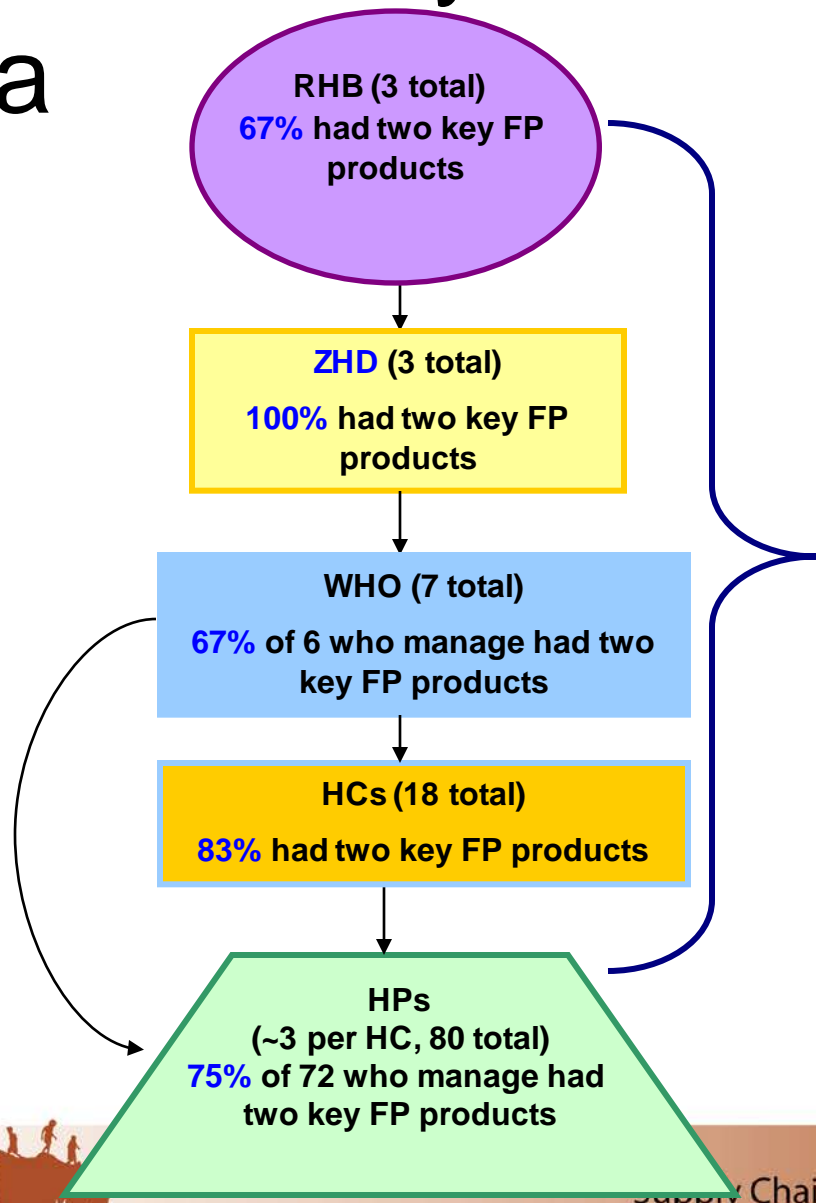 a
RHB (3 total)
67% had two key FP
products
ZHD (3 total)
100% had two key FP
products
WHO (7 total)
67% of 6 who manage had two
key FP products
HCs (18 total)
83% had two key FP products
HPs
(~3 per HC, 80 total)
75% of 72 who manage had
two key FP products
Supply Chai